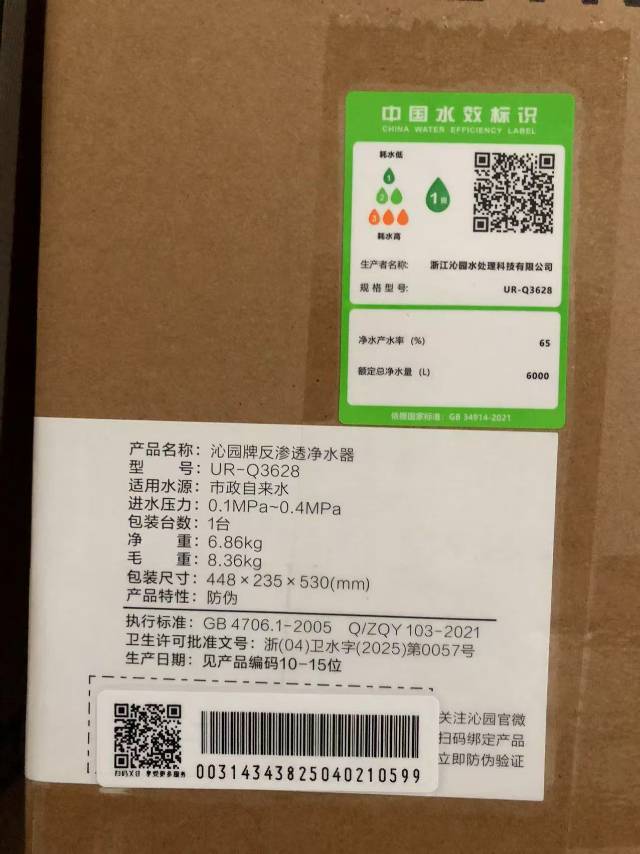 中国水效标识
CHINA WATER EFFICIENCY LABEL
耗水低
1
2
3
耗水高
1级
生产者名称: 浙江沁园水处理科技有限公司
规格型号: UR-Q3628
净水产水率 (%) 65
额定总净水量 (L) 6000
依据国家标准: GB 34914-2021
产品名称: 沁园牌反渗透净水器
型 号: UR-Q3628
适用水源: 市政自来水
进水压力: 0.1MPa~0.4MPa
包装台数: 1台
净 重: 6.86kg
毛 重: 8.36kg
包装尺寸: 448×235×530(mm)
产品特性: 防伪
执行标准: GB 4706.1-2005 Q/ZQY 103-2021
卫生许可批准文号: 浙(04)卫水字(2025)第0057号
生产日期: 见产品编码10-15位
关注沁园官微
扫码绑定产品
立即防伪验证
享受更多服务
00314343825040210599